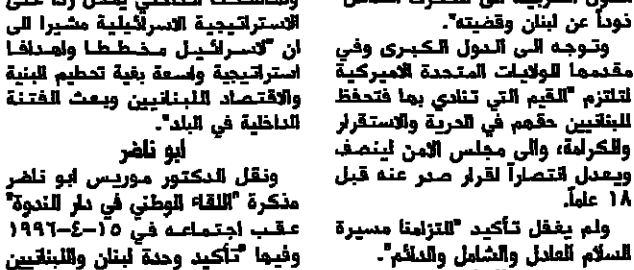 ذوداً عن لبنان وقضيته".
وتوجه الى الدول الكبرى وفي
مقدمها الولايات المتحدة الاميركية
لتلتزم "القيم التي تنادي بها فتحفظ
للبنانيين حقهم في الحرية والاستقرار
والكرامة، والى مجلس الامن لينصف
ويعدل انتصاراً لقرار صدر عنه قبل
١٨ عاماً.
ولم يغفل تأكيد "التزامنا مسيرة
السلام العادل والشامل والدائم".
الاستراتيجية الاسرائيلية مشيرا الى
ان "لاسرائيل مخططا واهدافا
استراتيجية واسعة بغية تحطيم البنية
والاقتصاد اللبنانيين وبعث الفتنة
الداخلية في البلد".
ابو ناضر
ونقل الدكتور موريس ابو ناضر
مذكرة "اللقاء الوطني في دار الندوة"
عقب اجتماعه في ١٥-٤-١٩٩٦
وفيها "تأكيد وحدة لبنان واللبنانيين